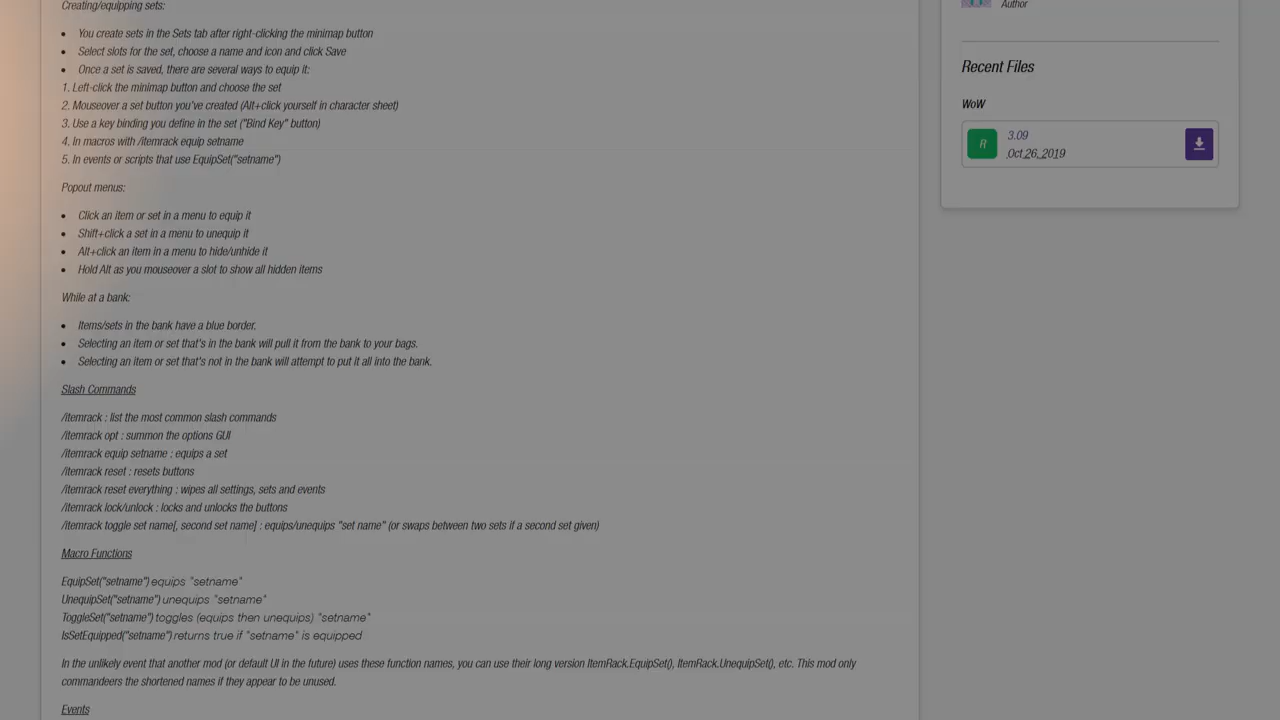 Creating/equipping sets:
• You create sets in the Sets tab after right-clicking the minimap button
• Select slots for the set, choose a name and icon and click Save
• Once a set is saved, there are several ways to equip it:
1. Left-click the minimap button and choose the set
2. Mouseover a set button you've created (Alt+click yourself in character sheet)
3. Use a key binding you define in the set ("Bind Key" button)
4. In macros with /itemrack equip setname
5. In events or scripts that use EquipSet("setname")
Popout menus:
• Click an item or set in a menu to equip it
• Shift+click a set in a menu to unequip it
• Alt+click an item in a menu to hide/unhide it
• Hold Alt as you mouseover a slot to show all hidden items
While at a bank:
• Items/sets in the bank have a blue border.
• Selecting an item or set that's in the bank will pull it from the bank to your bags.
• Selecting an item or set that's not in the bank will attempt to put it all into the bank.
Slash Commands
/itemrack : list the most common slash commands
/itemrack opt : summon the options GUI
/itemrack equip setname : equips a set
/itemrack reset : resets buttons
/itemrack reset everything : wipes all settings, sets and events
/itemrack lock/unlock : locks and unlocks the buttons
/itemrack toggle set name[, second set name] : equips/unequips "set name" (or swaps between two sets if a second set given)
Macro Functions
EquipSet("setname") equips "setname"
UnequipSet("setname") unequips "setname"
ToggleSet("setname") toggles (equips then unequips) "setname"
IsSetEquipped("setname") returns true if "setname" is equipped
In the unlikely event that another mod (or default UI in the future) uses these function names, you can use their long version ItemRack.EquipSet(), ItemRack.UnequipSet(), etc. This mod only
commandeers the shortened names if they appear to be unused.
Events
Author
Recent Files
WoW
R
3.09
Oct 26, 2019